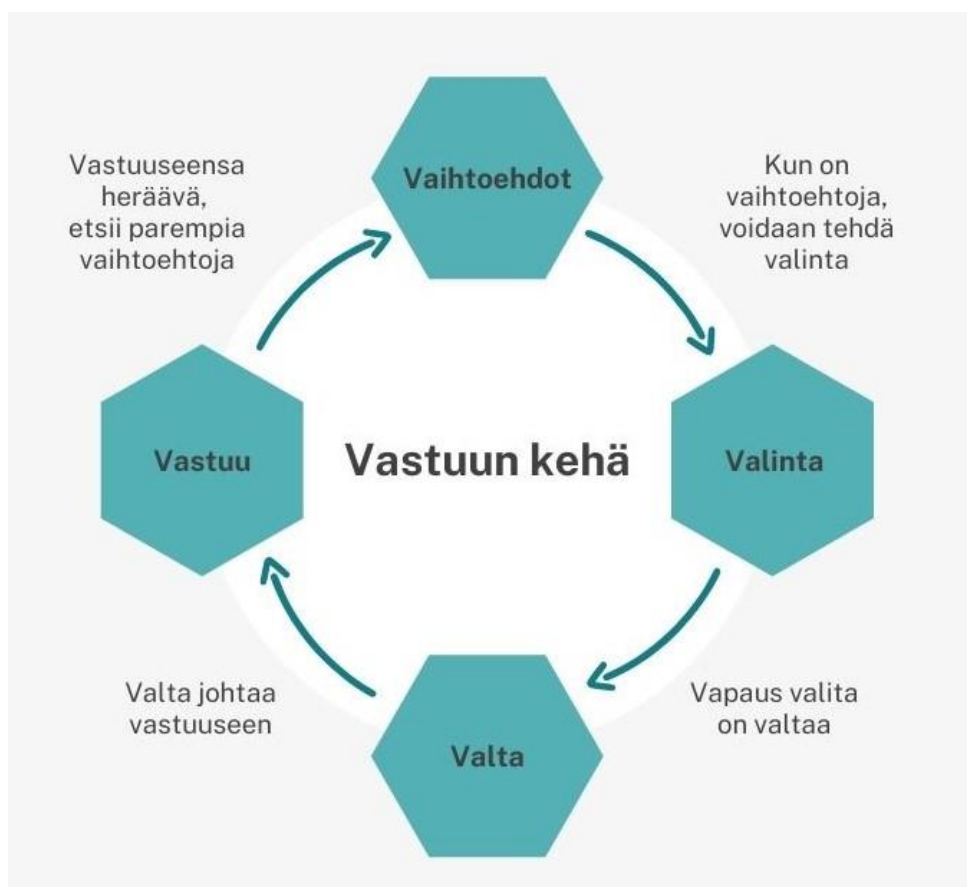 Vaihtoehdot
Kun on
vaihtoehtoja,
voidaan tehdä
valinta
Valinta
Vapaus valita
on valtaa
Valta
Valta johtaa
vastuuseen
Vastuu
Vastuuseensa
heräävä,
etsii parempia
vaihtoehtoja
Vastuun kehä